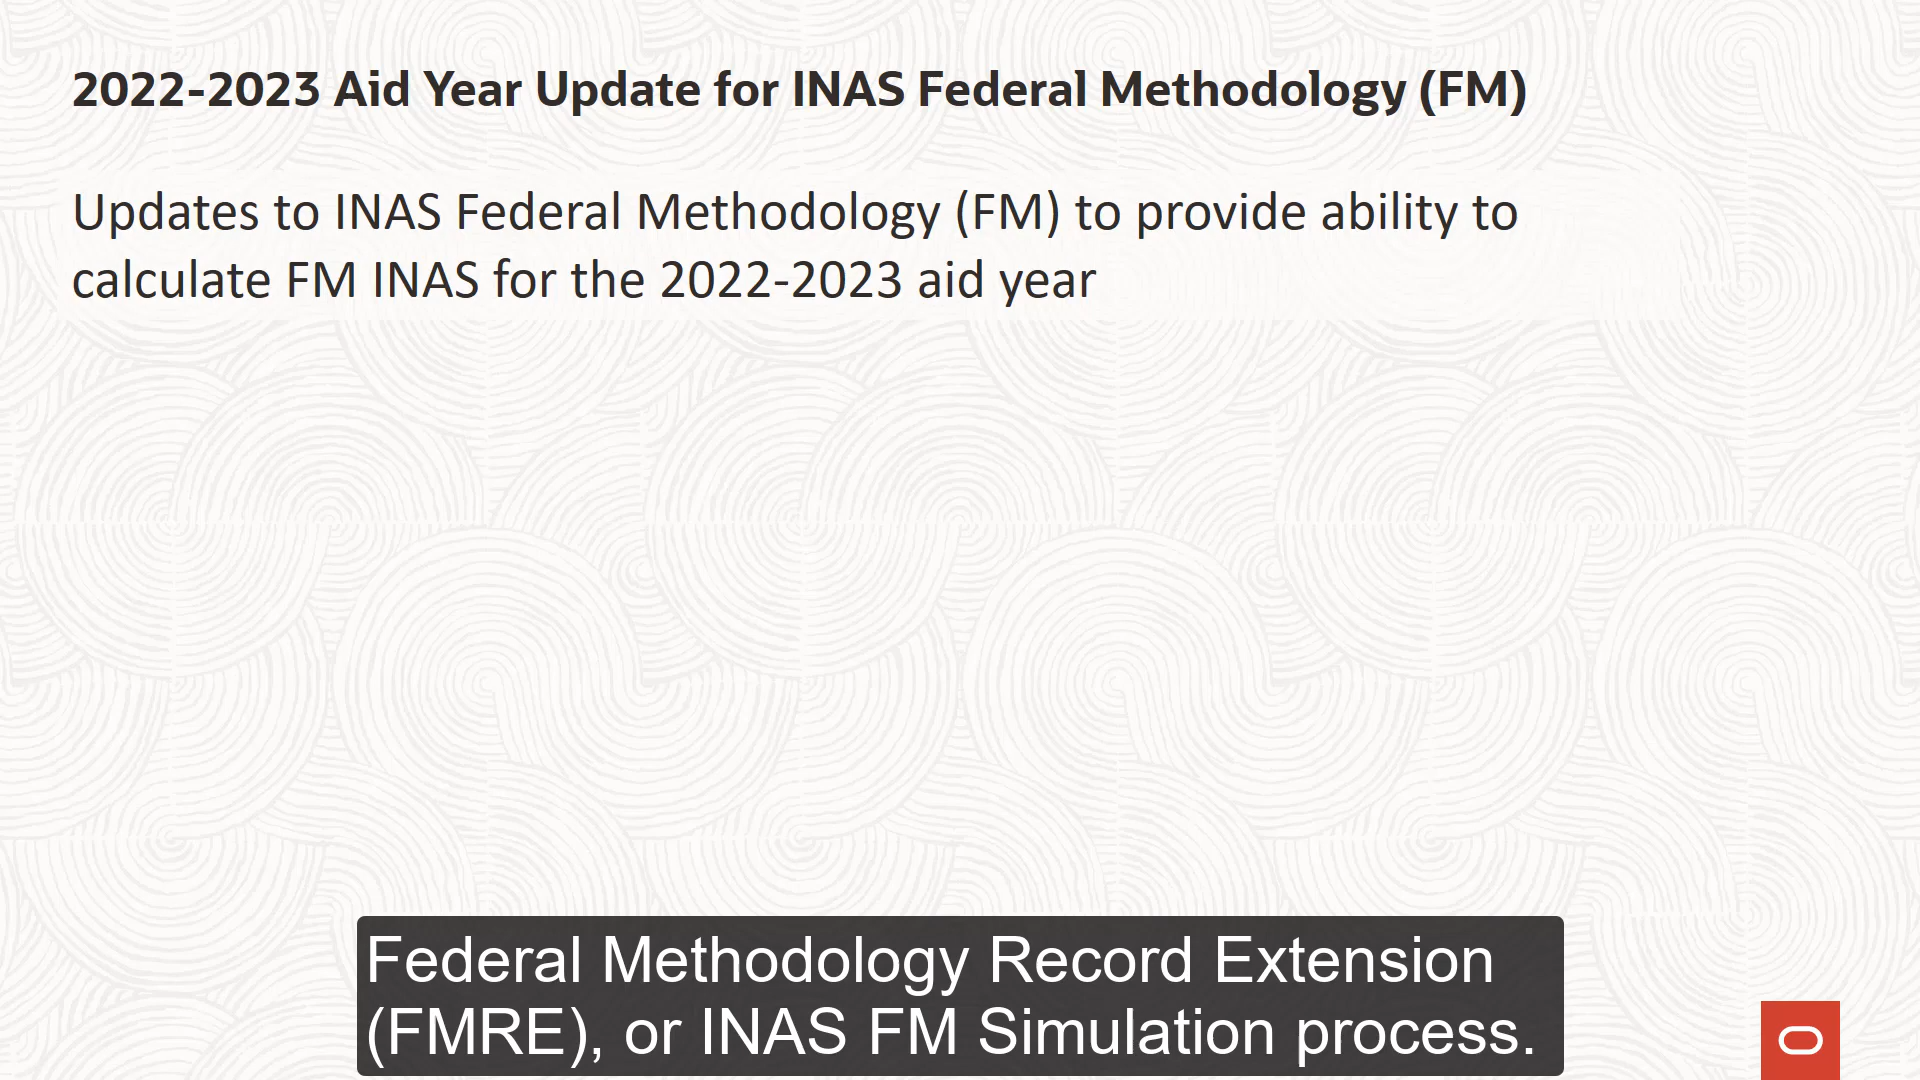 2022-2023 Aid Year Update for INAS Federal Methodology (FM)
Updates to INAS Federal Methodology (FM) to provide ability to
calculate FM INAS for the 2022-2023 aid year
Federal Methodology Record Extension
(FMRE), or INAS FM Simulation process.